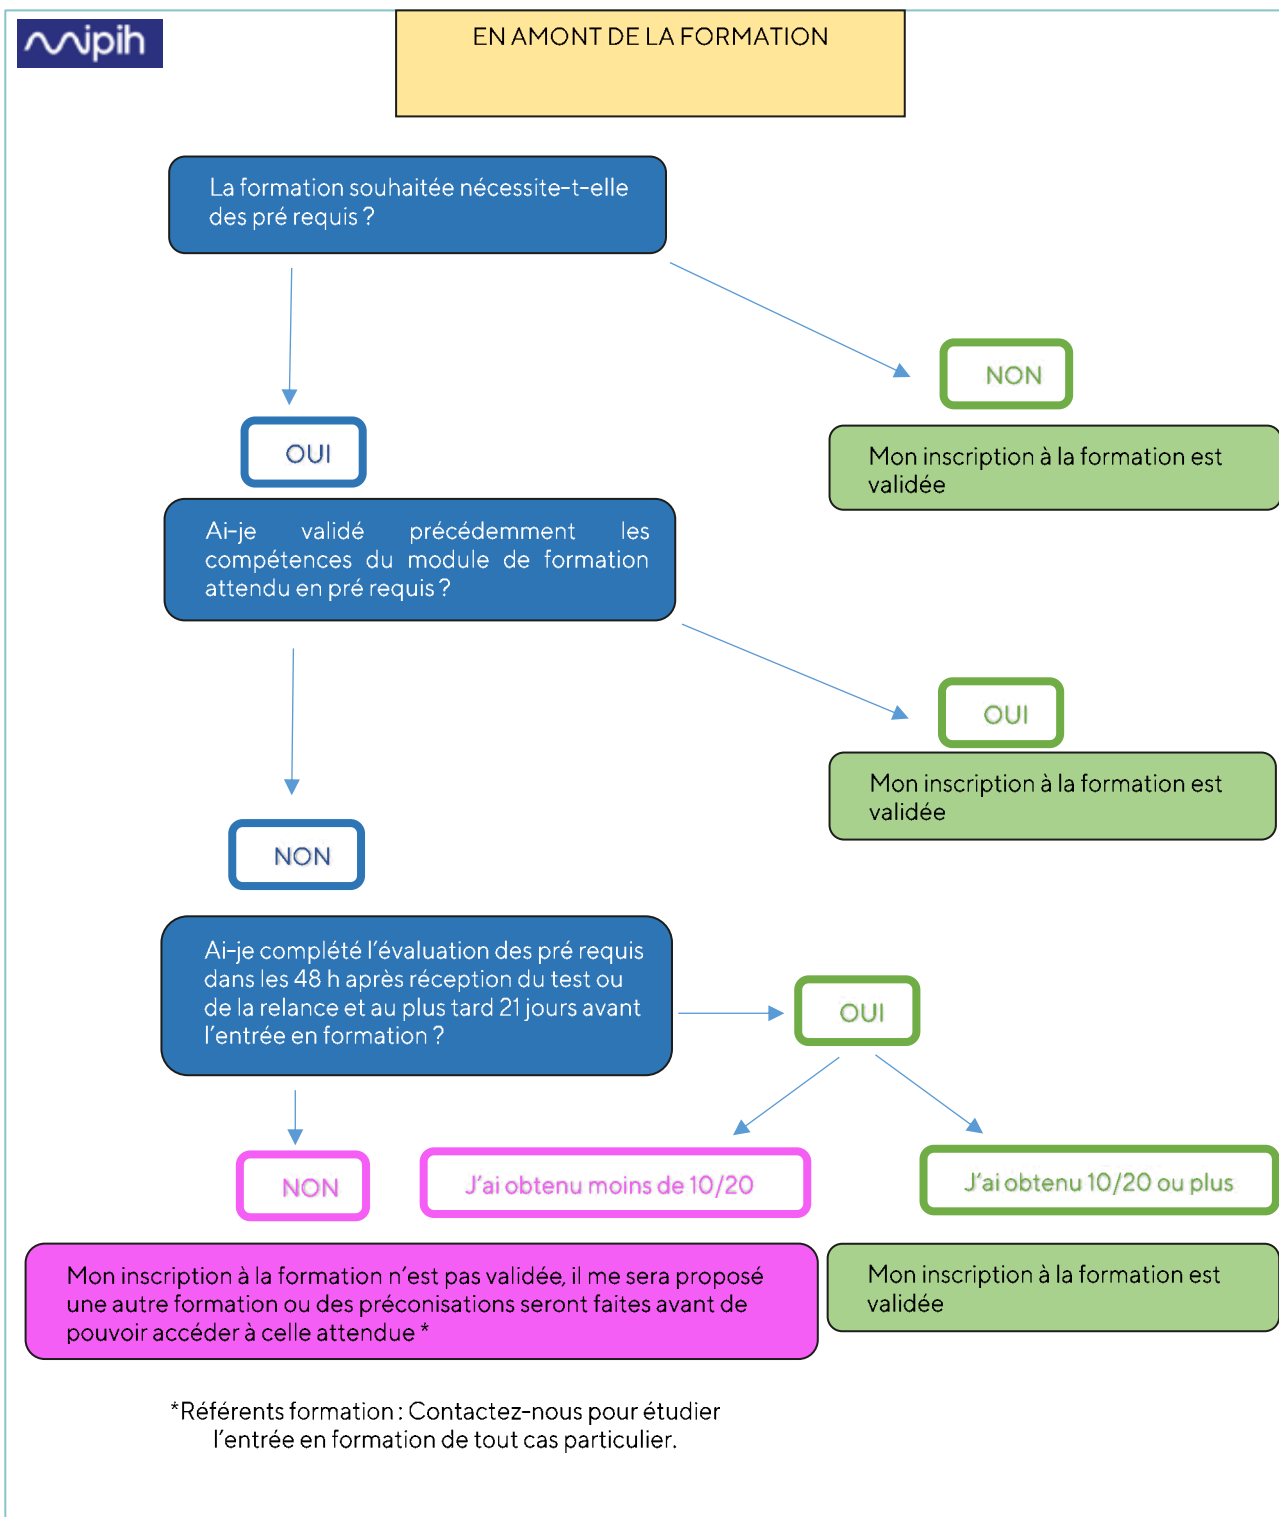 mipih
EN AMONT DE LA FORMATION
La formation souhaitée nécessite-t-elle
des pré requis ?
NON
Mon inscription à la formation est
validée
OUI
Ai-je validé précédemment les
compétences du module de formation
attendu en pré requis ?
OUI
Mon inscription à la formation est
validée
NON
Ai-je complété l’évaluation des pré requis
dans les 48 h après réception du test ou
de la relance et au plus tard 21 jours avant
l’entrée en formation ?
OUI
NON
J’ai obtenu moins de 10/20
J’ai obtenu 10/20 ou plus
Mon inscription à la formation n’est pas validée, il me sera proposé
une autre formation ou des préconisations seront faites avant de
pouvoir accéder à celle attendue *
Mon inscription à la formation est
validée
*Référents formation : Contactez-nous pour étudier
l’entrée en formation de tout cas particulier.